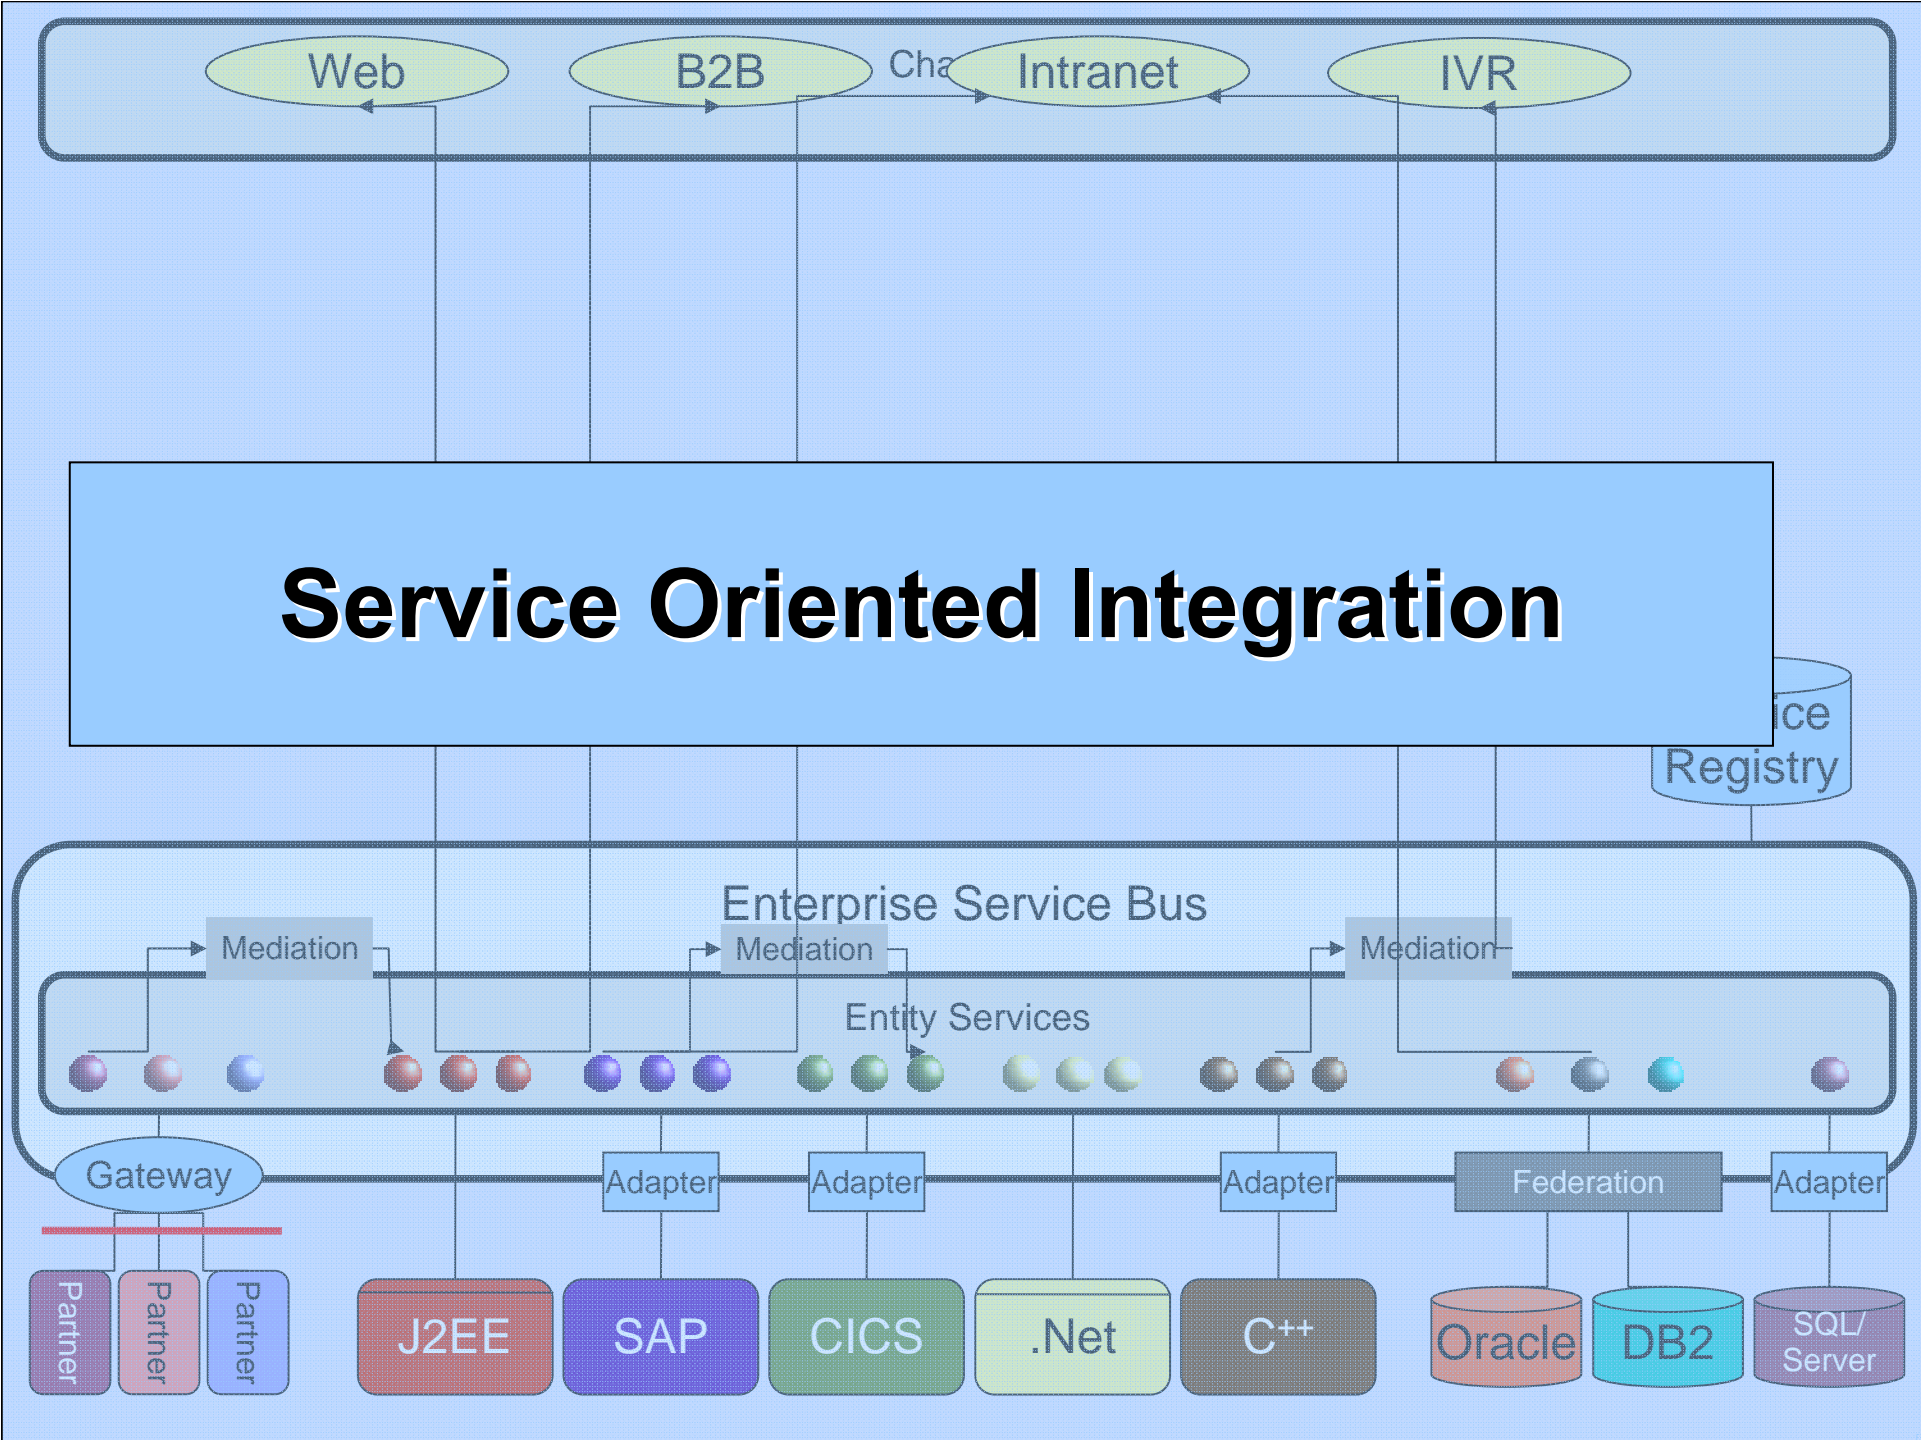 Web
B2B
Cha
Intranet
IVR
Service Oriented Integration
ice
Registry
Enterprise Service Bus
Mediation
Mediation
Mediation
Entity Services
Gateway
Adapter
Adapter
Adapter
Federation
Adapter
Partner
Partner
Partner
J2EE
SAP
CICS
.Net
C++
Oracle
DB2
SQL/
Server